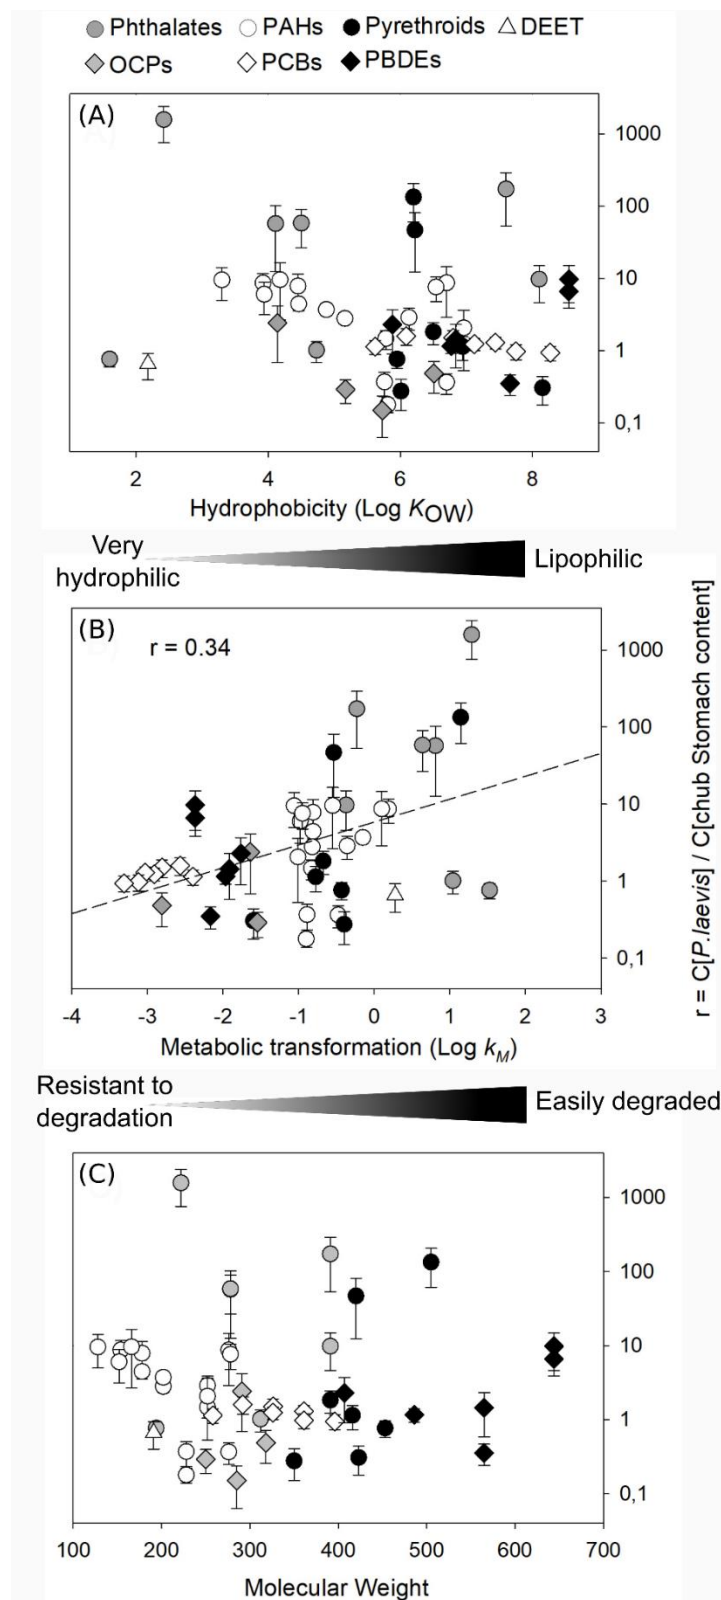 Phthalates PAHs Pyrethroids DEET
OCPs PCBs PBDEs
(A)
1000
100
10
1
0,1
2 4 6 8
Hydrophobicity (Log KOW)
Very
hydrophilic
Lipophilic
(B)
r = 0.34
1000
100
10
1
0,1
-4 -3 -2 -1 0 1 2 3
Metabolic transformation (Log kM)
r = C[P.laevis] / C[chub Stomach content]
Resistant to
degradation
Easily degraded
(C)
1000
100
10
1
0,1
100 200 300 400 500 600 700
Molecular Weight